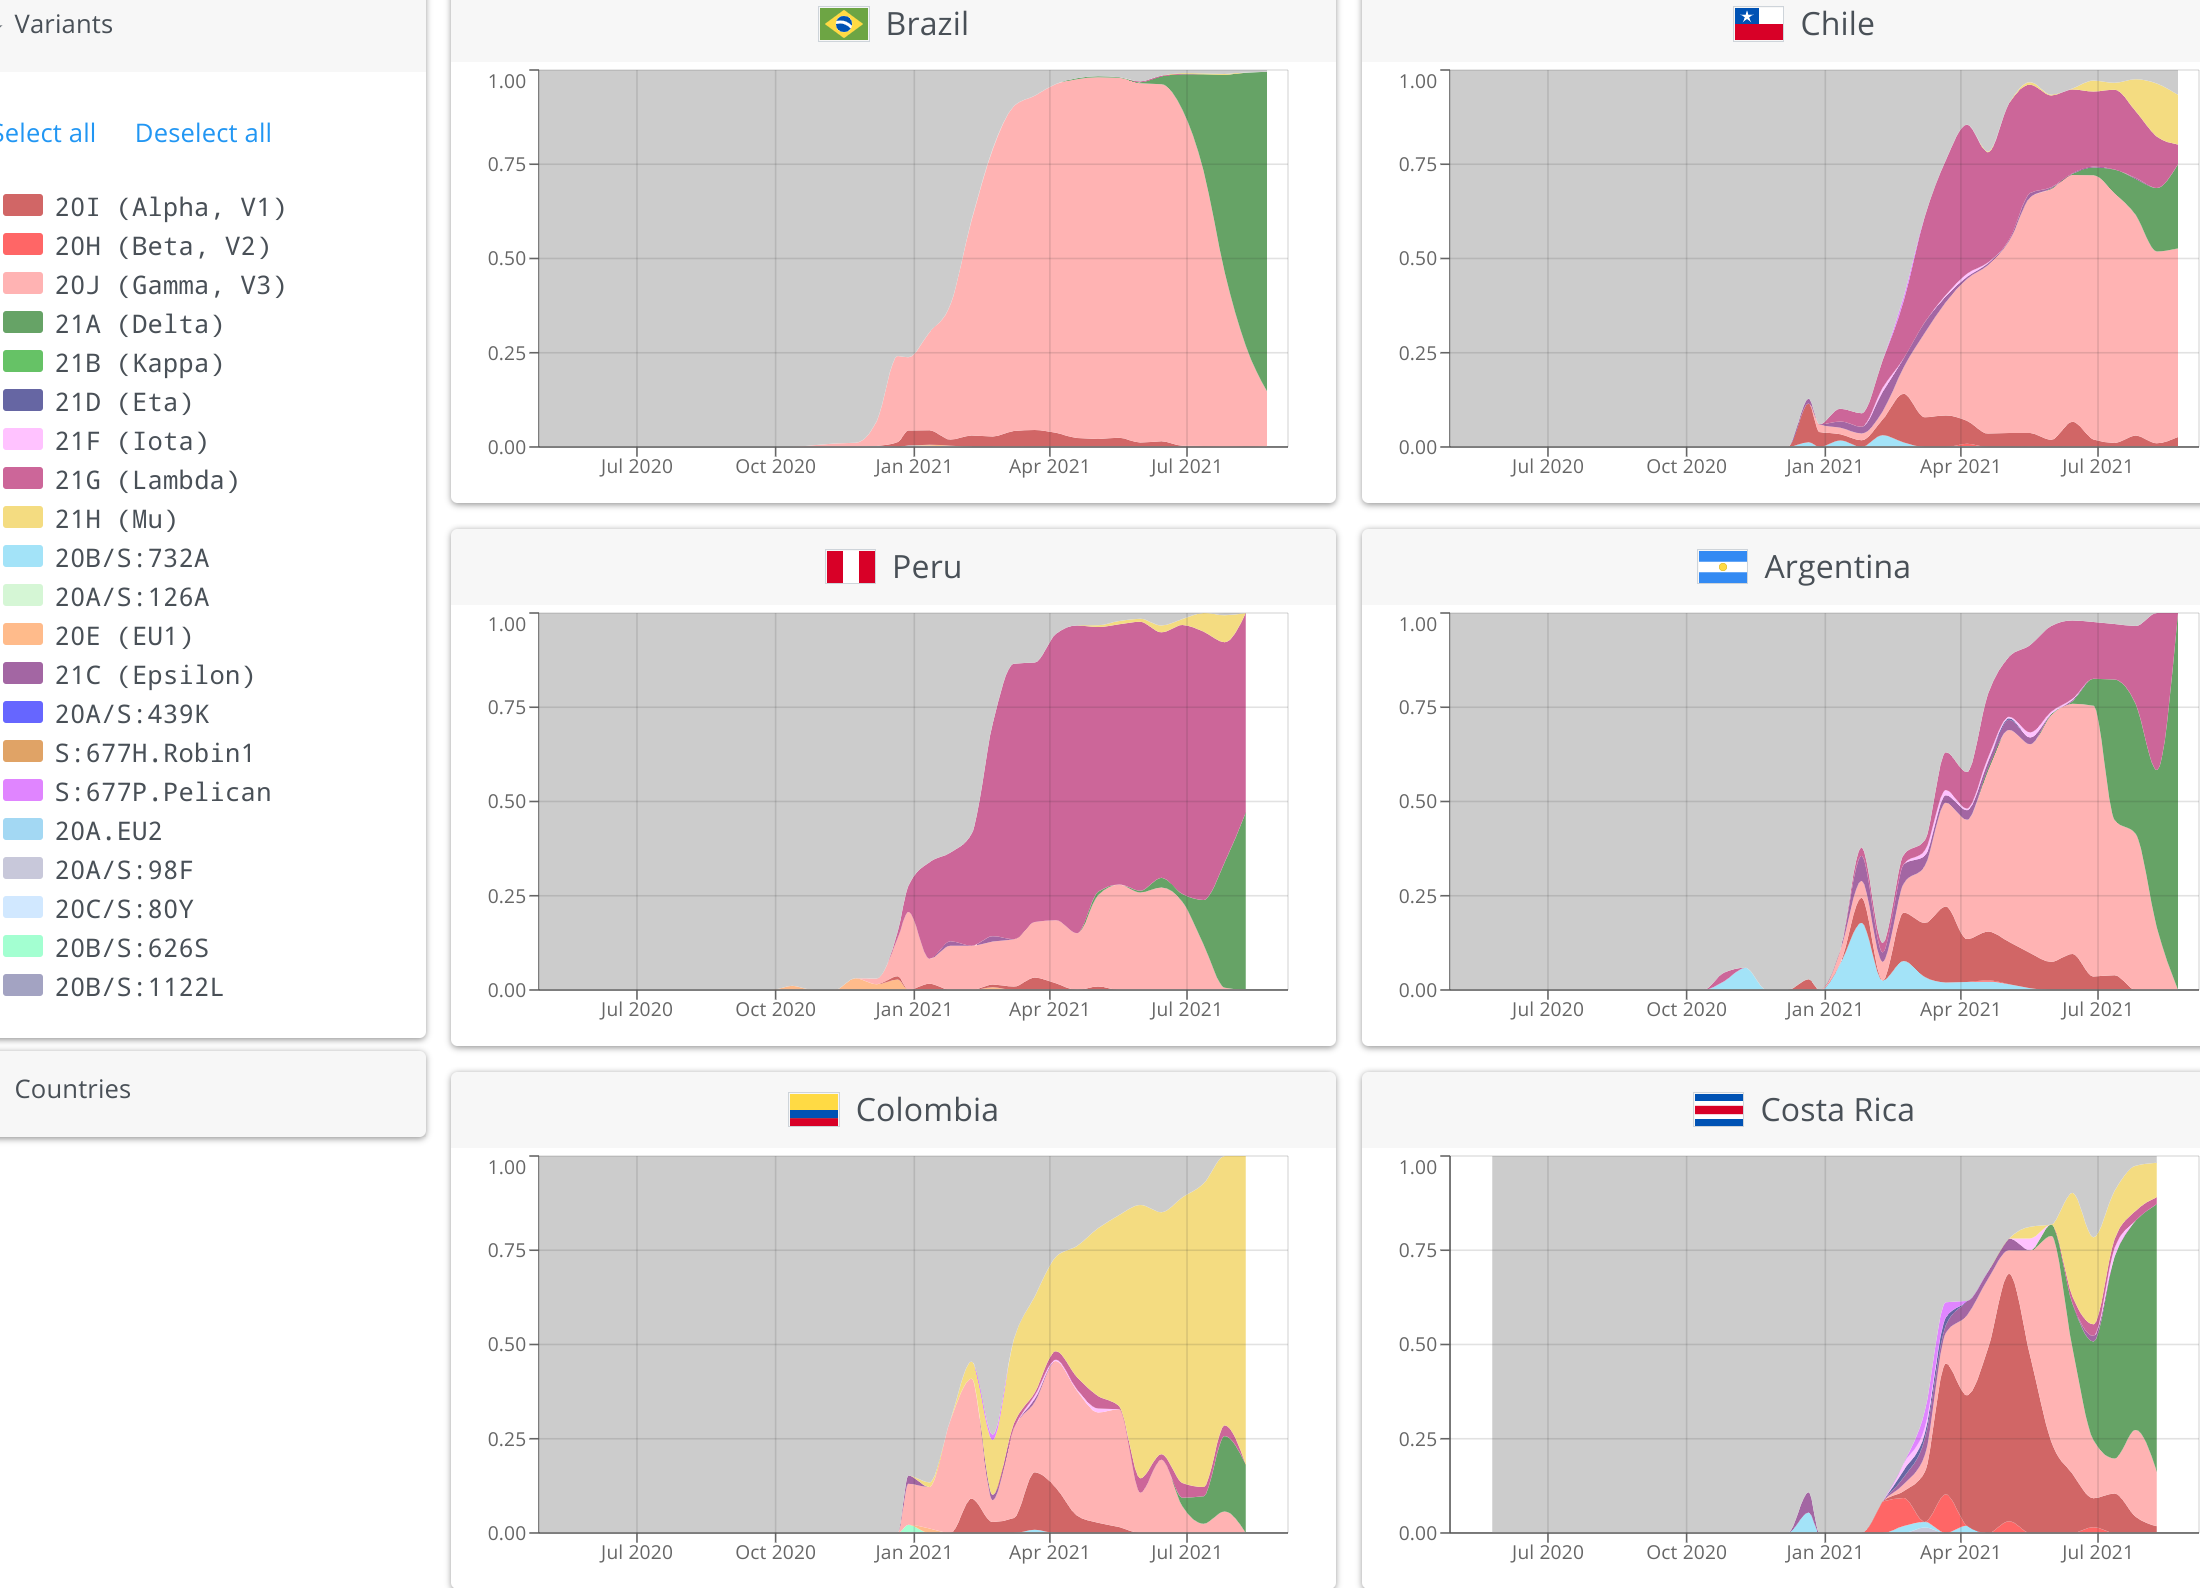 Variants
Select all Deselect all
20I (Alpha, V1)
20H (Beta, V2)
20J (Gamma, V3)
21A (Delta)
21B (Kappa)
21D (Eta)
21F (Iota)
21G (Lambda)
21H (Mu)
20B/S:732A
20A/S:126A
20E (EU1)
21C (Epsilon)
20A/S:439K
S:677H.Robin1
S:677P.Pelican
20A.EU2
20A/S:98F
20C/S:80Y
20B/S:626S
20B/S:1122L
Countries
Brazil
1.00
0.75
0.50
0.25
0.00
Jul 2020 Oct 2020 Jan 2021 Apr 2021 Jul 2021
Chile
1.00
0.75
0.50
0.25
0.00
Jul 2020 Oct 2020 Jan 2021 Apr 2021 Jul 2021
Peru
1.00
0.75
0.50
0.25
0.00
Jul 2020 Oct 2020 Jan 2021 Apr 2021 Jul 2021
Argentina
1.00
0.75
0.50
0.25
0.00
Jul 2020 Oct 2020 Jan 2021 Apr 2021 Jul 2021
Colombia
1.00
0.75
0.50
0.25
0.00
Jul 2020 Oct 2020 Jan 2021 Apr 2021 Jul 2021
Costa Rica
1.00
0.75
0.50
0.25
0.00
Jul 2020 Oct 2020 Jan 2021 Apr 2021 Jul 2021